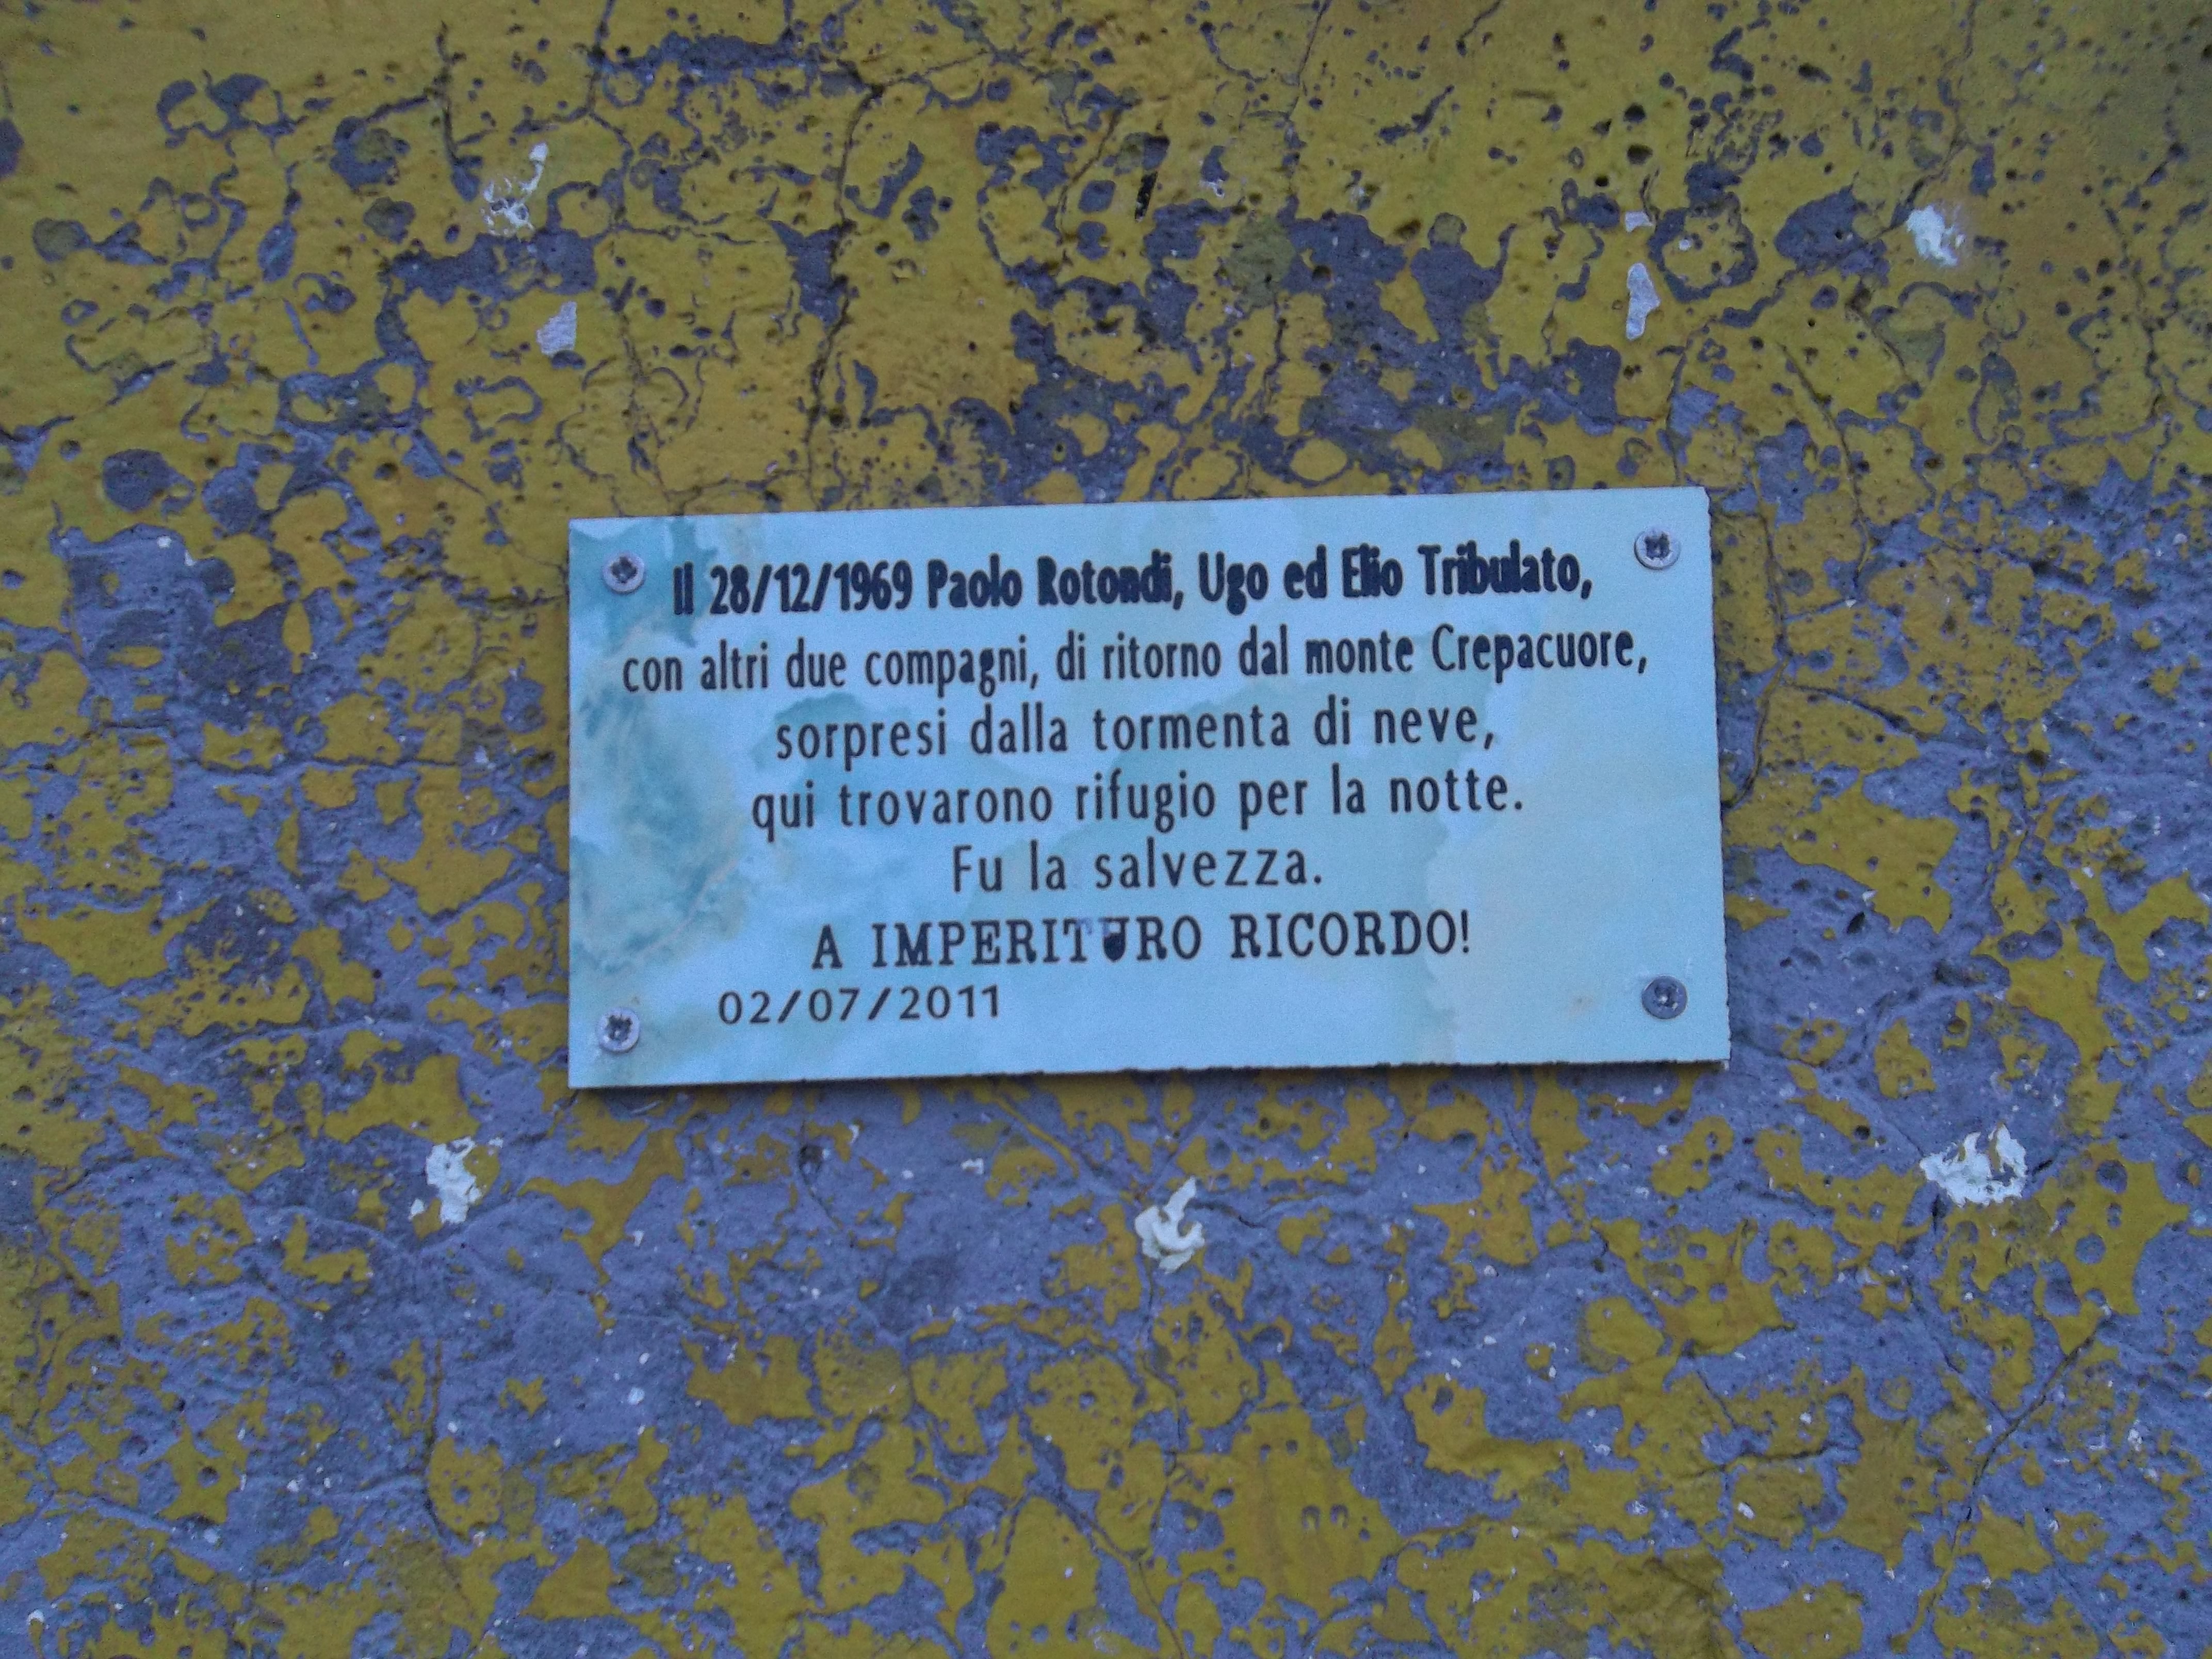 Il 28/12/1969 Paolo Rotondi, Ugo ed Elio Tribulato,
con altri due compagni, di ritorno dal monte Crepacuore,
sorpresi dalla tormenta di neve,
qui trovarono rifugio per la notte.
Fu la salvezza.
A IMPERITURO RICORDO!
02/07/2011